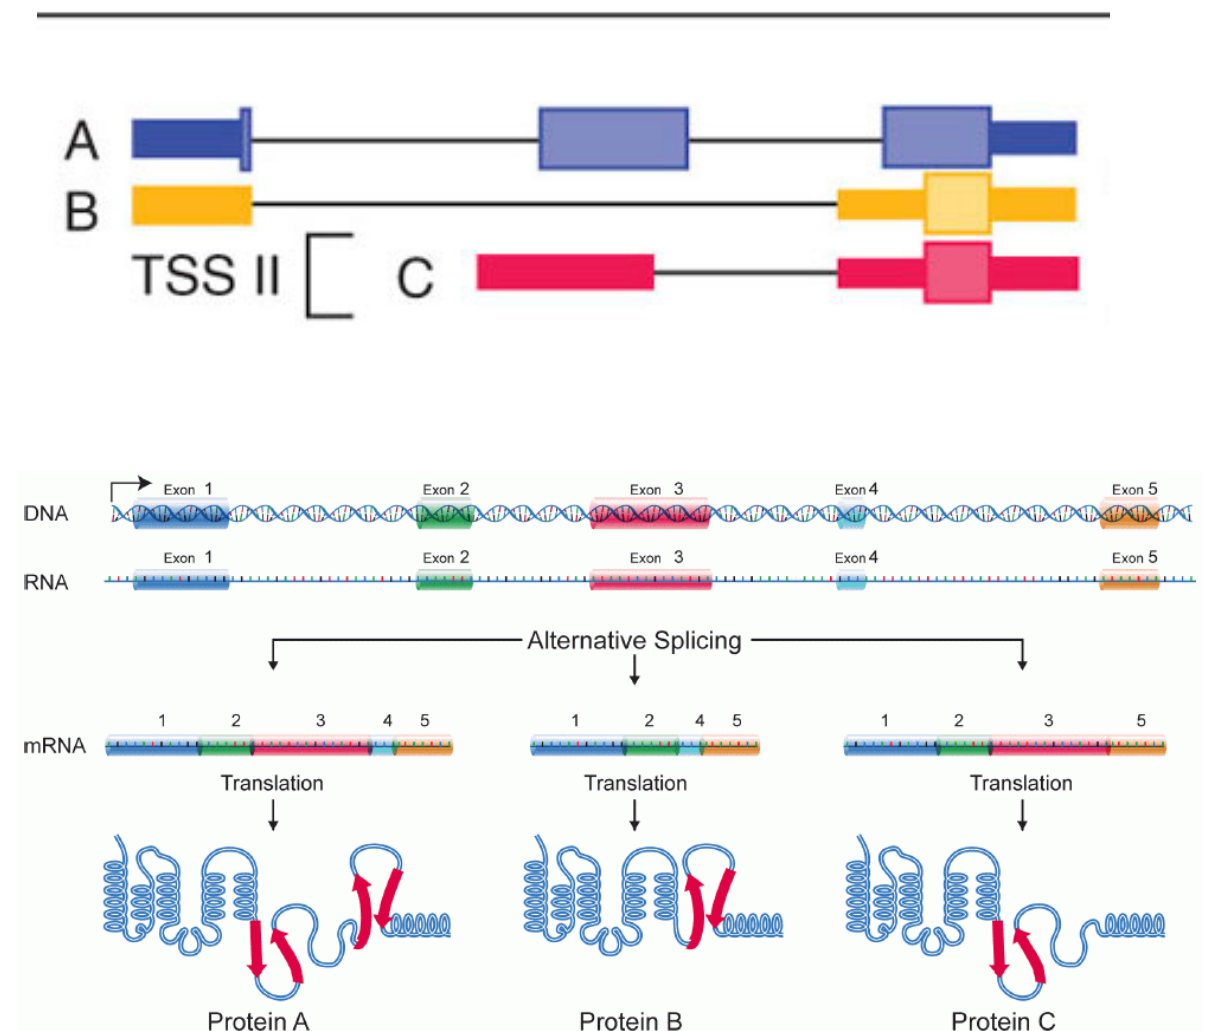 A
B
TSS II C
Exon 1 Exon 2 Exon 3 Exon 4 Exon 5
DNA
Exon 1 Exon 2 Exon 3 Exon 4 Exon 5
RNA
Alternative Splicing
1 2 3 4 5 1 2 4 5 1 2 3 5
mRNA
Translation Translation Translation
Protein A Protein B Protein C